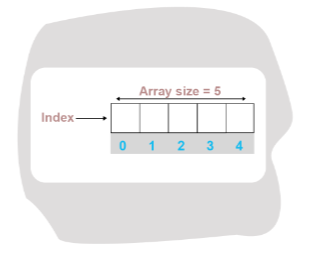 Array size = 5
Index
0 1 2 3 4